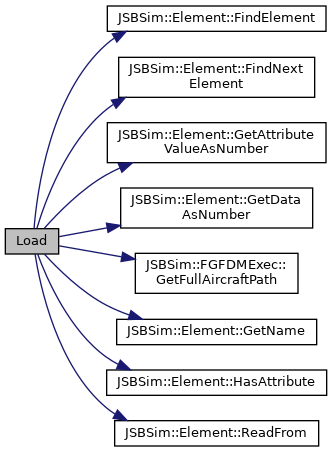 JSBSim::Element::FindElement
JSBSim::Element::FindNext
Element
JSBSim::Element::GetAttribute
ValueAsNumber
JSBSim::Element::GetData
AsNumber
Load
JSBSim::FGFDMExec::
GetFullAircraftPath
JSBSim::Element::GetName
JSBSim::Element::HasAttribute
JSBSim::Element::ReadFrom